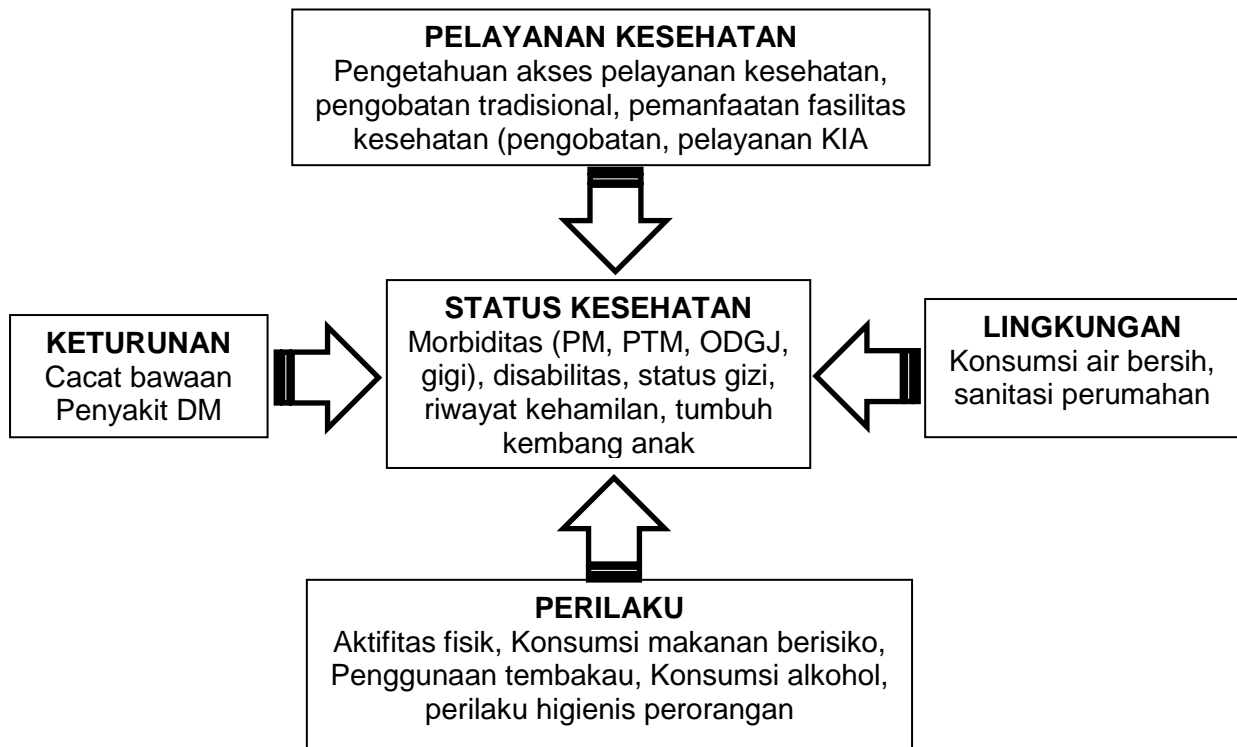 PELAYANAN KESEHATAN
Pengetahuan akses pelayanan kesehatan,
pengobatan tradisional, pemanfaatan fasilitas
kesehatan (pengobatan, pelayanan KIA
KETURUNAN
Cacat bawaan
Penyakit DM
STATUS KESEHATAN
Morbiditas (PM, PTM, ODGJ,
gigi), disabilitas, status gizi,
riwayat kehamilan, tumbuh
kembang anak
LINGKUNGAN
Konsumsi air bersih,
sanitasi perumahan
PERILAKU
Aktifitas fisik, Konsumsi makanan berisiko,
Penggunaan tembakau, Konsumsi alkohol,
perilaku higienis perorangan